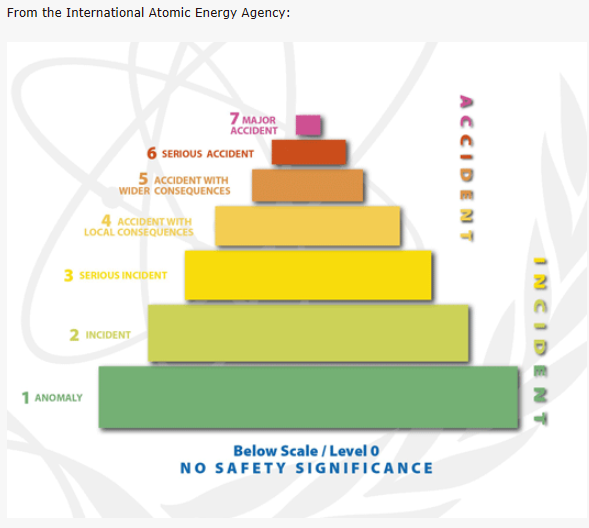 From the International Atomic Energy Agency:
7 MAJOR
ACCIDENT
6 SERIOUS ACCIDENT
5 ACCIDENT WITH
WIDER CONSEQUENCES
4 ACCIDENT WITH
LOCAL CONSEQUENCES
3 SERIOUS INCIDENT
2 INCIDENT
1 ANOMALY
ACCIDENT
INCIDENT
Below Scale / Level 0
NO SAFETY SIGNIFICANCE